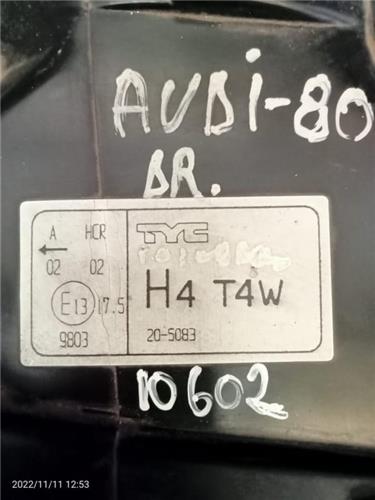 AUDI-80
DR.
A HCR
02 02
E13 17.5
9803
TYC
H4 T4W
20-5083
10602
2022/11/11 12:53